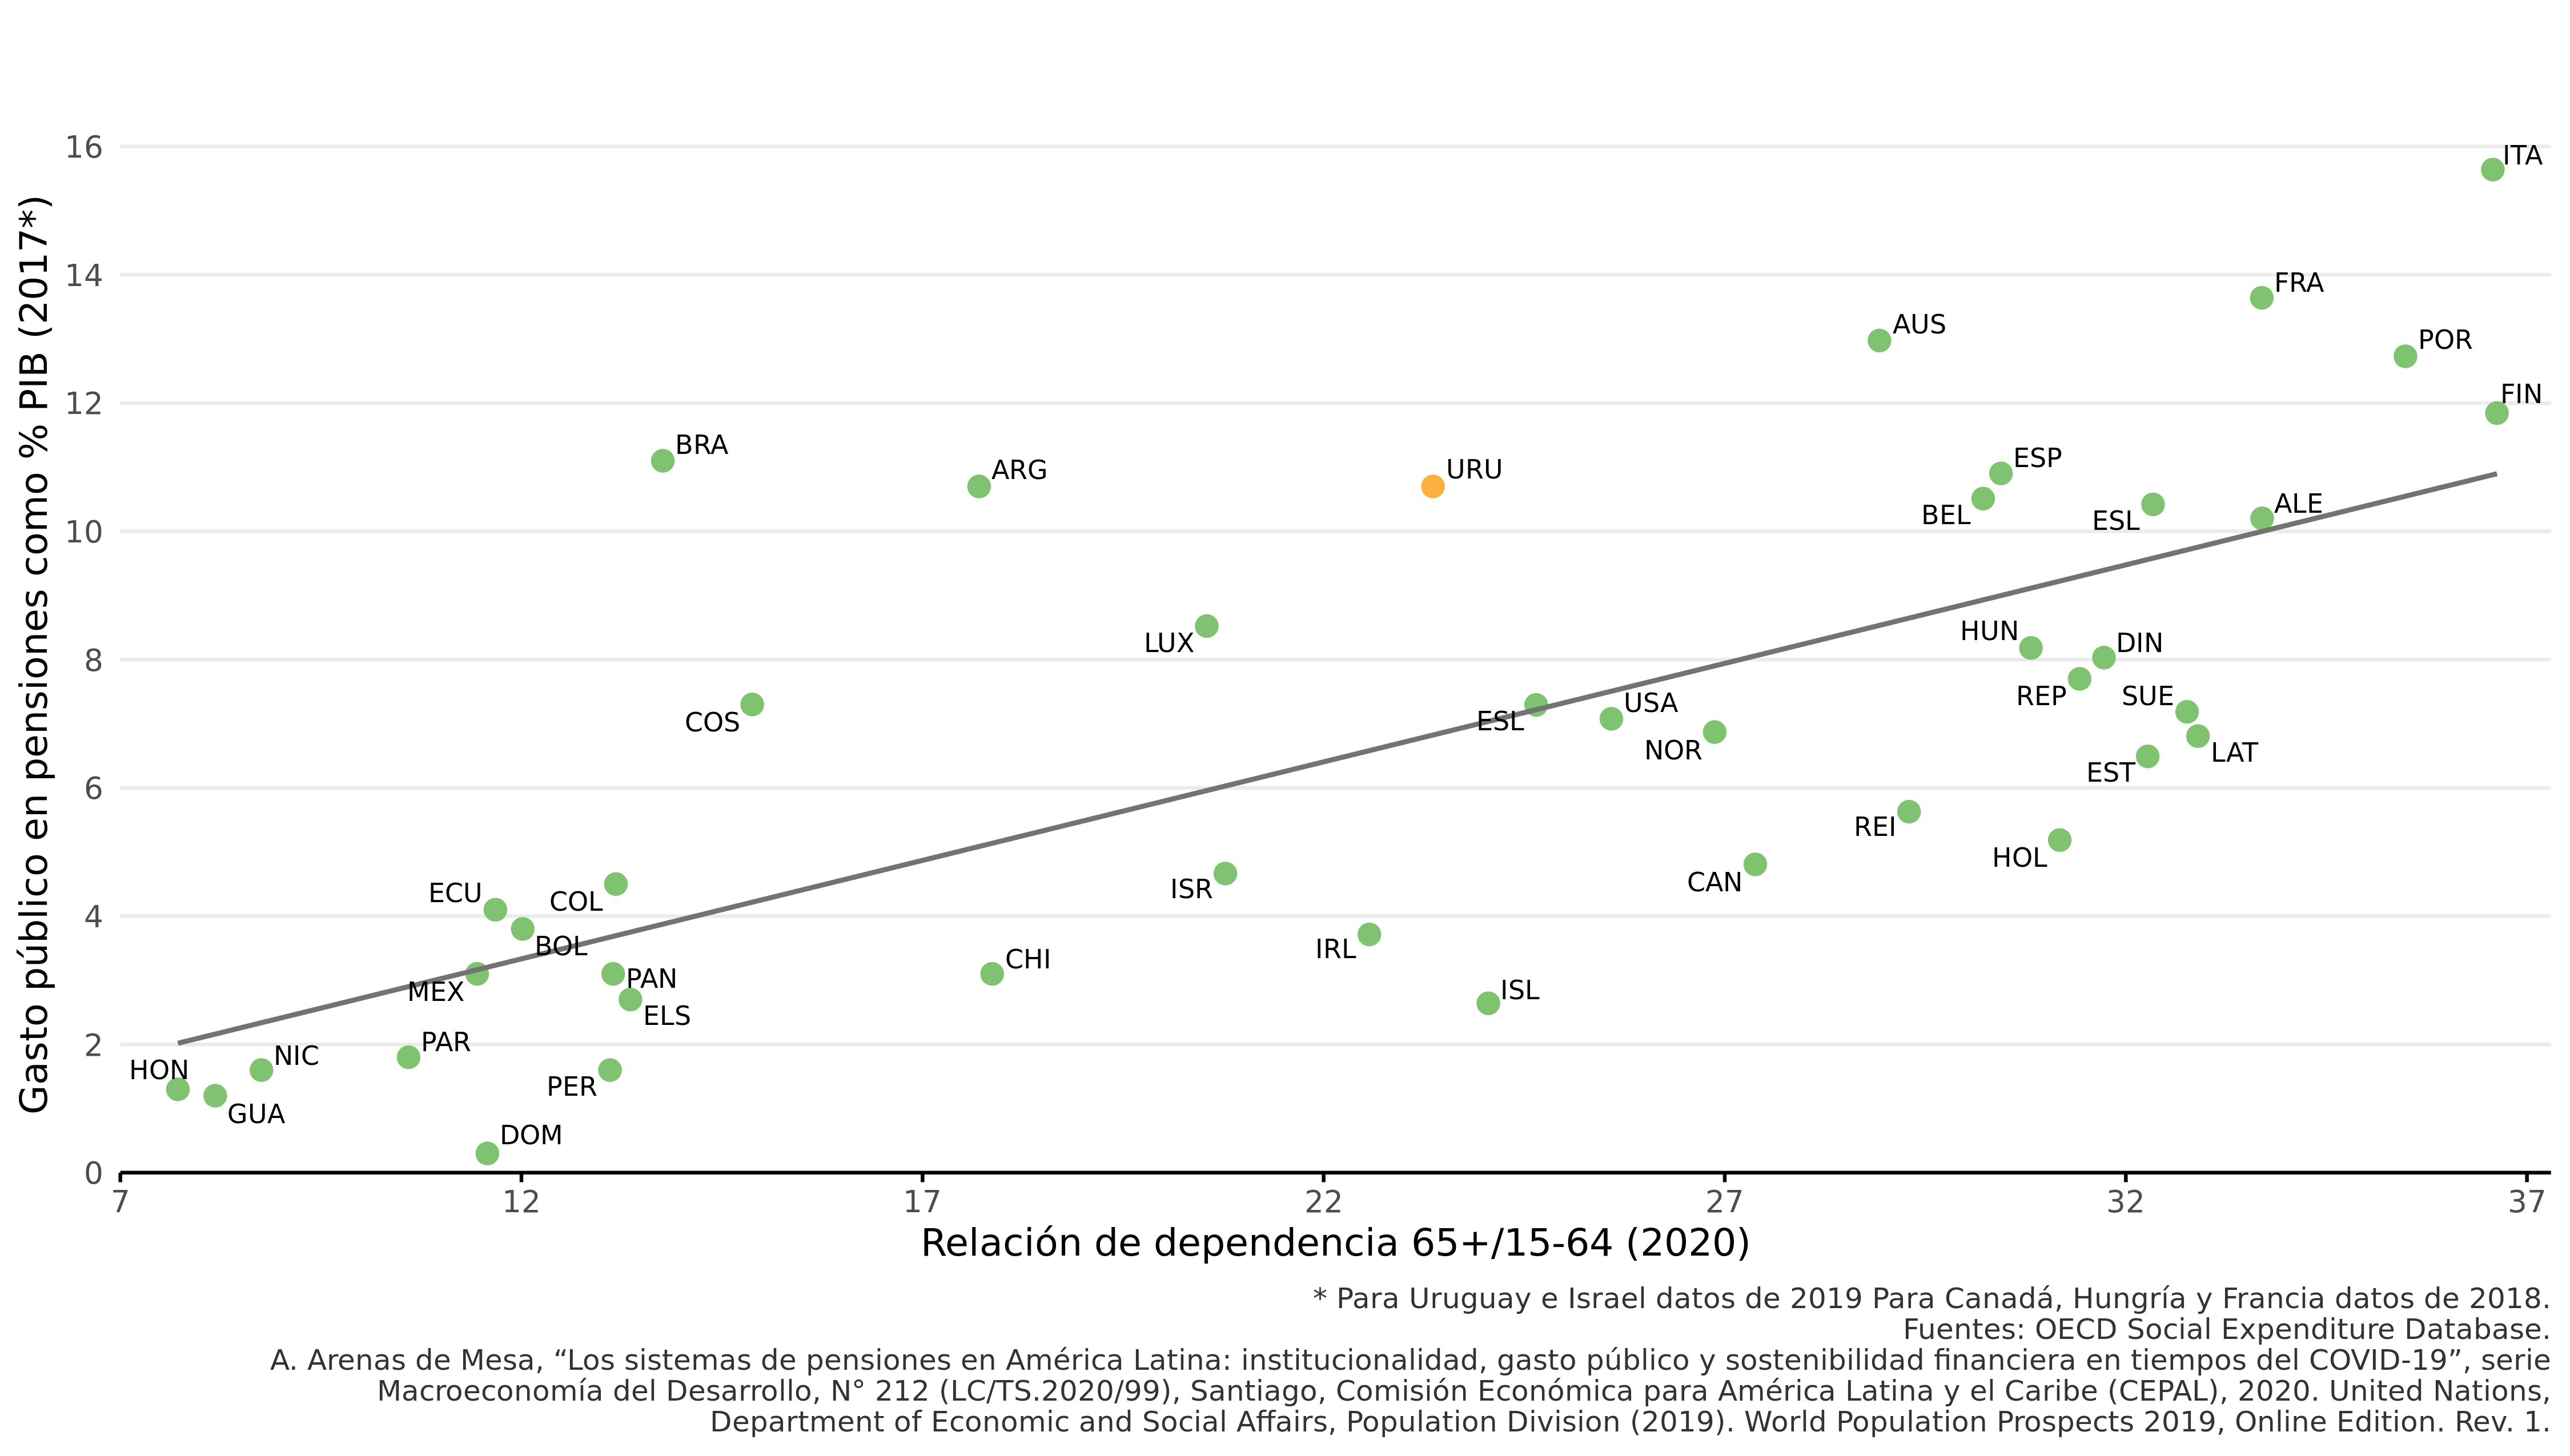 Gasto público en pensiones como % PIB (2017*)
16
14
12
10
8
6
4
2
0
ITA
FRA
AUS
POR
FIN
BRA
ARG
URU
ESP
BEL
ESL
ALE
LUX
HUN
DIN
REP
SUE
COS
ESL
USA
NOR
LAT
EST
REI
HOL
ECU
COL
ISR
CAN
BOL
IRL
CHI
MEX
PAN
ELS
ISL
PAR
NIC
HON
PER
GUA
DOM
7
12
17
22
27
32
37
Relación de dependencia 65+/15-64 (2020)
* Para Uruguay e Israel datos de 2019 Para Canadá, Hungría y Francia datos de 2018.
Fuentes: OECD Social Expenditure Database.
A. Arenas de Mesa, “Los sistemas de pensiones en América Latina: institucionalidad, gasto público y sostenibilidad financiera en tiempos del COVID-19”, serie
Macroeconomía del Desarrollo, N° 212 (LC/TS.2020/99), Santiago, Comisión Económica para América Latina y el Caribe (CEPAL), 2020. United Nations,
Department of Economic and Social Affairs, Population Division (2019). World Population Prospects 2019, Online Edition. Rev. 1.